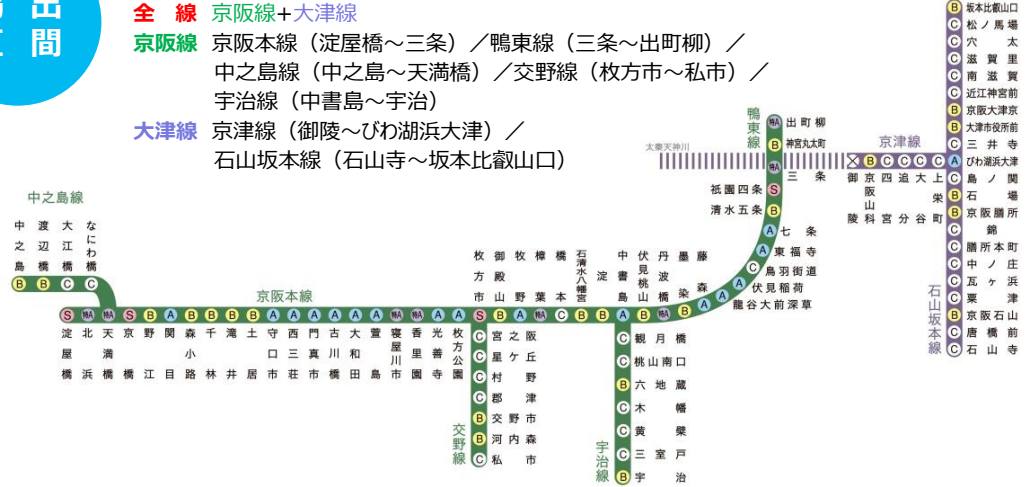 出
間
全 線 京阪線+大津線
京阪線 京阪本線（淀屋橋～三条）／鴨東線（三条～出町柳）／
中之島線（中之島～天満橋）／交野線（枚方市～私市）／
宇治線（中書島～宇治）
大津線 京津線（御陵～びわ湖浜大津）／
石山坂本線（石山寺～坂本比叡山口）
中之島線
中之島 B
渡辺橋 B
大江橋 C
なにわ橋 C
京阪本線
淀屋橋 S
北浜 特A
天満橋 特A
京橋 S
野江 B
関目 A
森小路 B
千林 B
滝井 B
土居 B
守口市 A
西三荘 A
門真市 A
古川橋 A
大和田 A
萱島 A
寝屋川市 特A
香里園 特A
光善寺 A
枚方公園 A
枚方市 S
御殿山 B
牧野 A
樟葉 特A
橋本 C
石清水八幡宮 B
淀 B
中書島 A
伏見桃山 B
丹波橋 特A
墨染 B
藤森 A
龍谷大前深草 A
伏見稲荷 A
鳥羽街道 C
東福寺 A
七条 A
清水五条 B
祇園四条 S
三条 特A
鴨東線
神宮丸太町 B
出町柳 特A
交野線
C 宮之阪
C 星ケ丘
C 村野
C 郡津
B 交野市
B 河内森
C 私市
宇治線
C 観月橋
C 桃山南口
B 六地蔵
C 木幡
C 黄檗
C 三室戸
B 宇治
太秦天神川
京津線
御陵
京阪山科 B
四宮 C
追分 C
大谷 C
上栄町 C
石山坂本線
B 坂本比叡山口
C 松ノ馬場
C 穴太
C 滋賀里
C 南滋賀
C 近江神宮前
B 京阪大津京
B 大津市役所前
C 三井寺
A びわ湖浜大津
C 島ノ関
B 石場
B 京阪膳所
C 錦
C 膳所本町
C 中ノ庄
C 瓦ヶ浜
C 粟津
B 京阪石山
C 唐橋前
C 石山寺